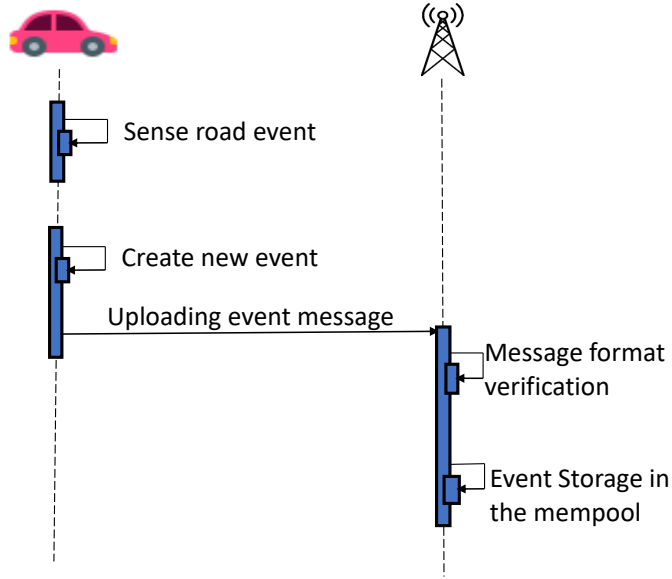 Sense road event
Create new event
Uploading event message
Message format
verification
Event Storage in
the mempool